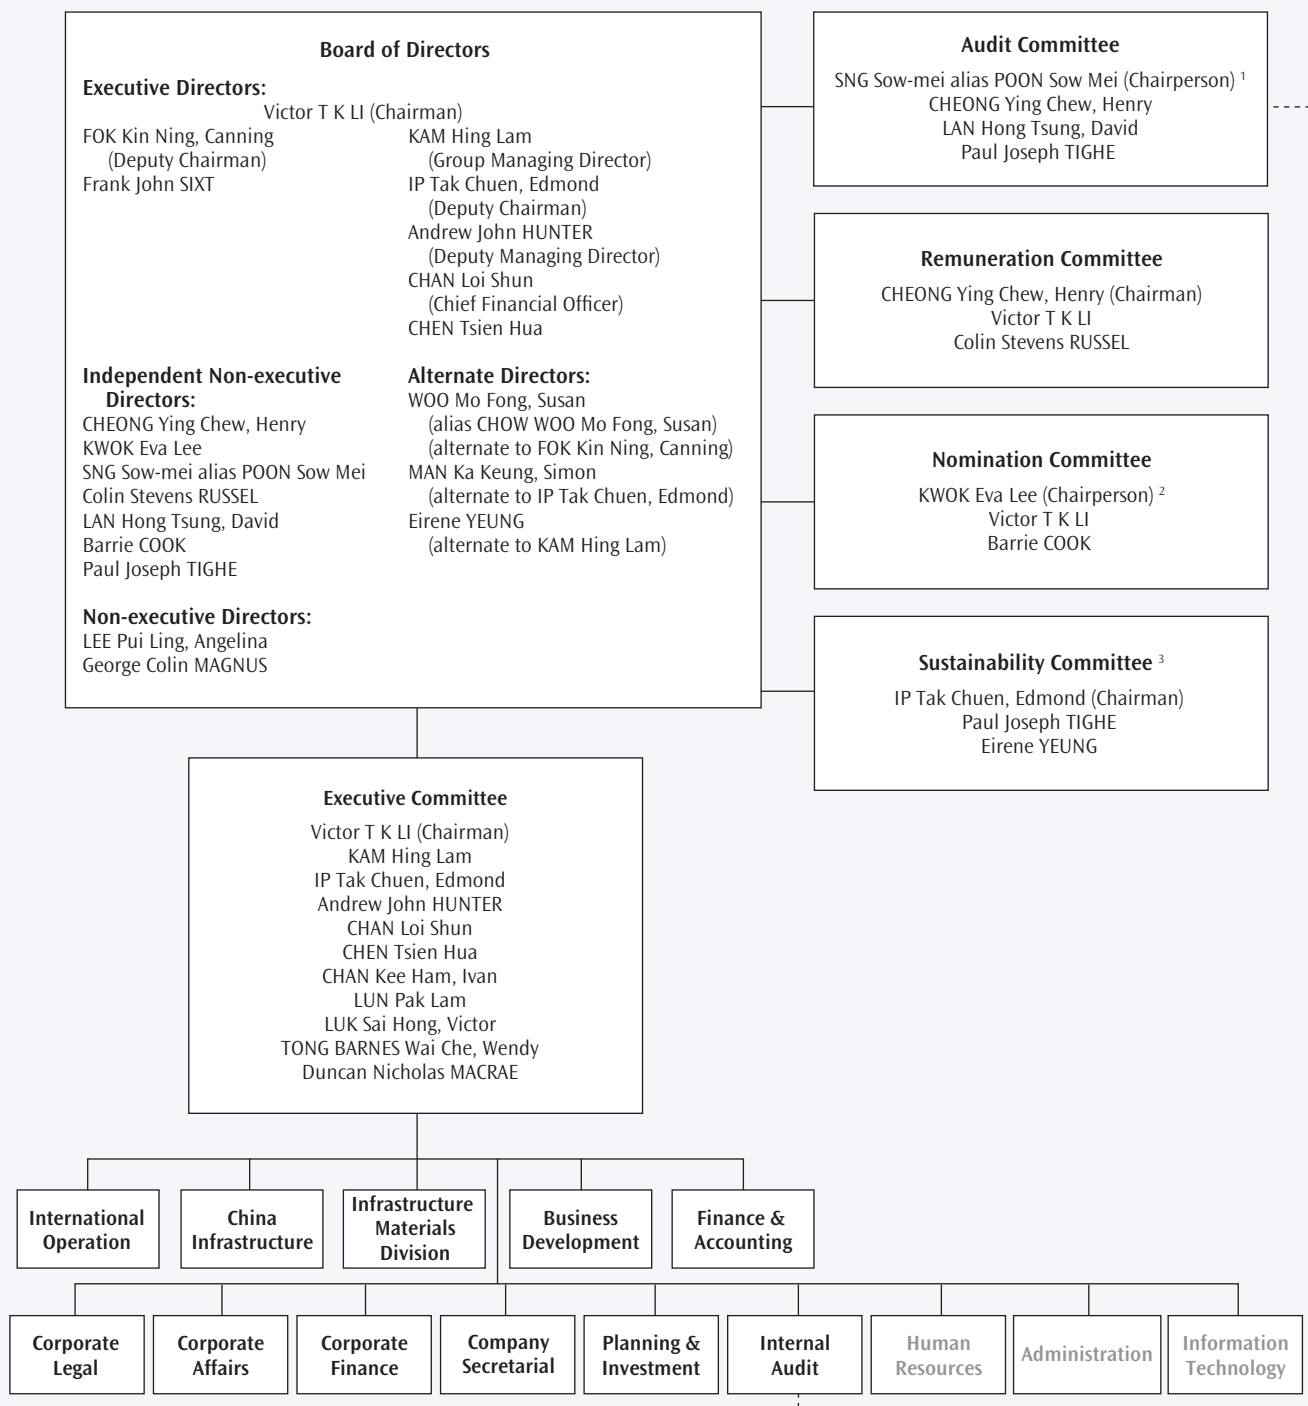 Board of Directors
Executive Directors:
Victor T K LI (Chairman)
FOK Kin Ning, Canning
(Deputy Chairman)
Frank John SIXT
KAM Hing Lam
(Group Managing Director)
IP Tak Chuen, Edmond
(Deputy Chairman)
Andrew John HUNTER
(Deputy Managing Director)
CHAN Loi Shun
(Chief Financial Officer)
CHEN Tsien Hua
Independent Non-executive
Directors:
CHEONG Ying Chew, Henry
KWOK Eva Lee
SNG Sow-mei alias POON Sow Mei
Colin Stevens RUSSEL
LAN Hong Tsung, David
Barrie COOK
Paul Joseph TIGHE
Alternate Directors:
WOO Mo Fong, Susan
(alias CHOW WOO Mo Fong, Susan)
(alternate to FOK Kin Ning, Canning)
MAN Ka Keung, Simon
(alternate to IP Tak Chuen, Edmond)
Eirene YEUNG
(alternate to KAM Hing Lam)
Non-executive Directors:
LEE Pui Ling, Angelina
George Colin MAGNUS
Audit Committee
SNG Sow-mei alias POON Sow Mei (Chairperson) 1
CHEONG Ying Chew, Henry
LAN Hong Tsung, David
Paul Joseph TIGHE
Remuneration Committee
CHEONG Ying Chew, Henry (Chairman)
Victor T K LI
Colin Stevens RUSSEL
Nomination Committee
KWOK Eva Lee (Chairperson) 2
Victor T K LI
Barrie COOK
Sustainability Committee 3
IP Tak Chuen, Edmond (Chairman)
Paul Joseph TIGHE
Eirene YEUNG
Executive Committee
Victor T K LI (Chairman)
KAM Hing Lam
IP Tak Chuen, Edmond
Andrew John HUNTER
CHAN Loi Shun
CHEN Tsien Hua
CHAN Kee Ham, Ivan
LUN Pak Lam
LUK Sai Hong, Victor
TONG BARNES Wai Che, Wendy
Duncan Nicholas MACRAE
International
Operation
China
Infrastructure
Infrastructure
Materials
Division
Business
Development
Finance &
Accounting
Corporate
Legal
Corporate
Affairs
Corporate
Finance
Company
Secretarial
Planning &
Investment
Internal
Audit
Human
Resources
Administration
Information
Technology